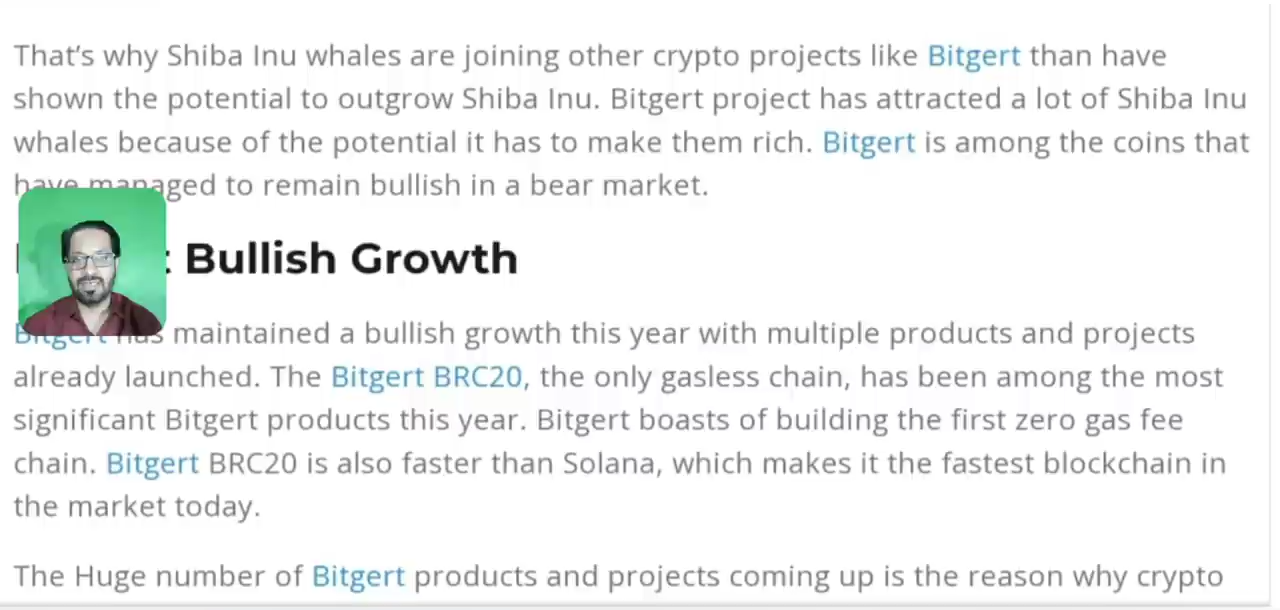 That's why Shiba Inu whales are joining other crypto projects like Bitgert than have
shown the potential to outgrow Shiba Inu. Bitgert project has attracted a lot of Shiba Inu
whales because of the potential it has to make them rich. Bitgert is among the coins that
have managed to remain bullish in a bear market.
Bullish Growth
Bitgert has maintained a bullish growth this year with multiple products and projects
already launched. The Bitgert BRC20, the only gasless chain, has been among the most
significant Bitgert products this year. Bitgert boasts of building the first zero gas fee
chain. Bitgert BRC20 is also faster than Solana, which makes it the fastest blockchain in
the market today.
The Huge number of Bitgert products and projects coming up is the reason why crypto